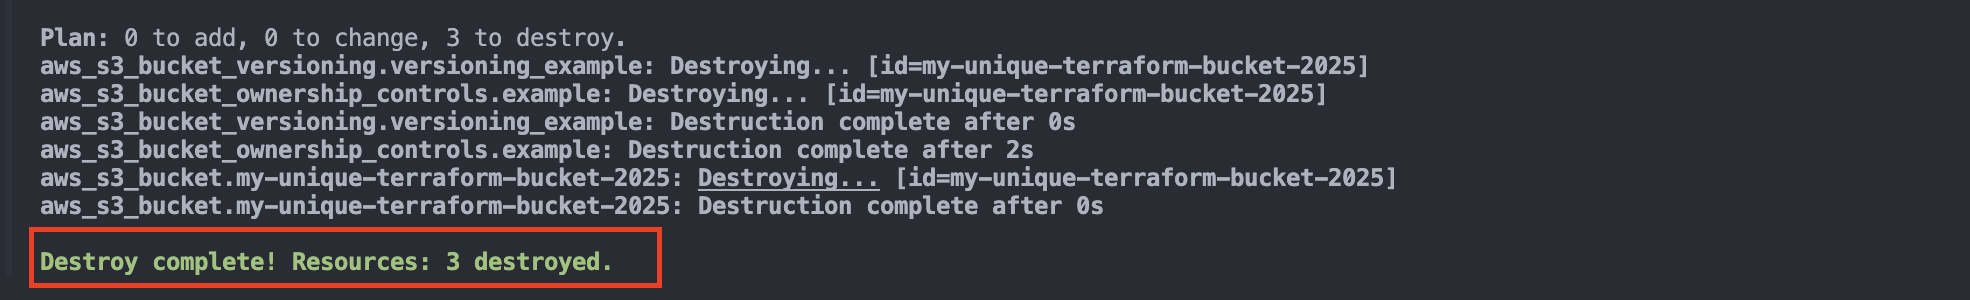 Plan: 0 to add, 0 to change, 3 to destroy.
aws_s3_bucket_versioning.versioning_example: Destroying... [id=my-unique-terraform-bucket-2025]
aws_s3_bucket_ownership_controls.example: Destroying... [id=my-unique-terraform-bucket-2025]
aws_s3_bucket_versioning.versioning_example: Destruction complete after 0s
aws_s3_bucket_ownership_controls.example: Destruction complete after 2s
aws_s3_bucket.my-unique-terraform-bucket-2025: Destroying... [id=my-unique-terraform-bucket-2025]
aws_s3_bucket.my-unique-terraform-bucket-2025: Destruction complete after 0s
Destroy complete! Resources: 3 destroyed.